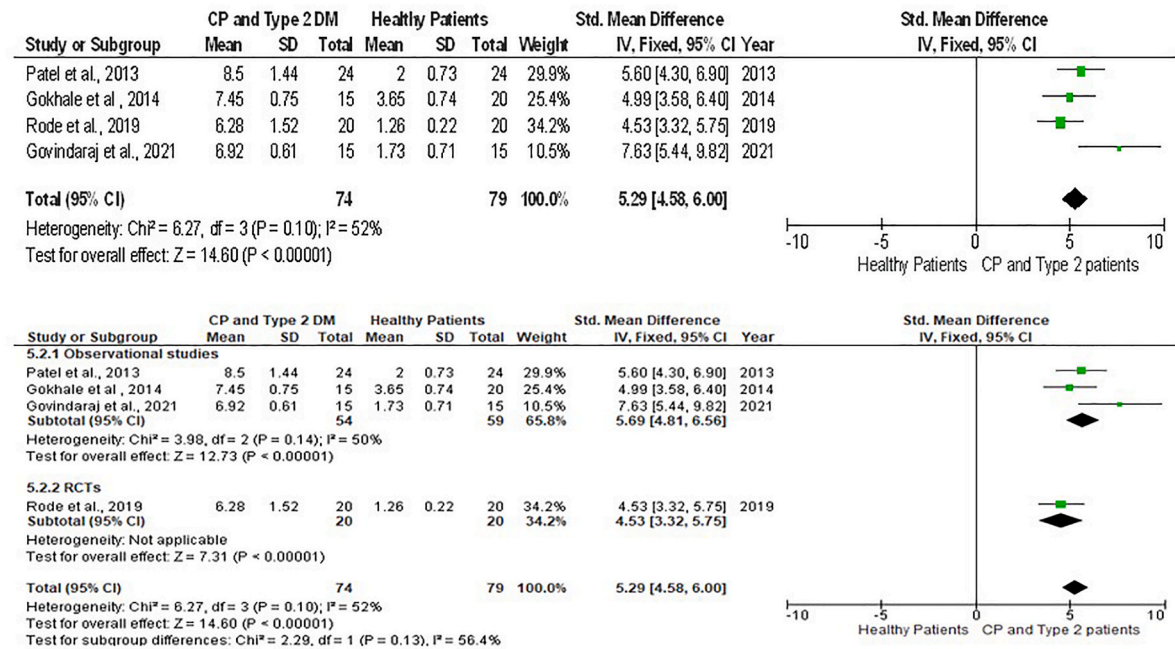 CP and Type 2 DM Healthy Patients Std. Mean Difference Std. Mean Difference
Study or Subgroup Mean SD Total Mean SD Total Weight IV, Fixed, 95% CI Year IV, Fixed, 95% CI
Patel et al., 2013 8.5 1.44 24 2 0.73 24 29.9% 5.60 [4.30, 6.90] 2013
Gokhale et al , 2014 7.45 0.75 15 3.65 0.74 20 25.4% 4.99 [3.58, 6.40] 2014
Rode et al., 2019 6.28 1.52 20 1.26 0.22 20 34.2% 4.53 [3.32, 5.75] 2019
Govindaraj et al., 2021 6.92 0.61 15 1.73 0.71 15 10.5% 7.63 [5.44, 9.82] 2021
Total (95% CI) 74 79 100.0% 5.29 [4.58, 6.00]
Heterogeneity: Chi² = 6.27, df = 3 (P = 0.10); I² = 52%
Test for overall effect: Z = 14.60 (P < 0.00001)
-10 -5 0 5 10
Healthy Patients CP and Type 2 patients
CP and Type 2 DM Healthy Patients Std. Mean Difference Std. Mean Difference
Study or Subgroup Mean SD Total Mean SD Total Weight IV, Fixed, 95% CI Year IV, Fixed, 95% CI
5.2.1 Observational studies
Patel et al., 2013 8.5 1.44 24 2 0.73 24 29.9% 5.60 [4.30, 6.90] 2013
Gokhale et al , 2014 7.45 0.75 15 3.65 0.74 20 25.4% 4.99 [3.58, 6.40] 2014
Govindaraj et al., 2021 6.92 0.61 15 1.73 0.71 15 10.5% 7.63 [5.44, 9.82] 2021
Subtotal (95% CI) 54 59 65.8% 5.69 [4.81, 6.56]
Heterogeneity: Chi² = 3.98, df = 2 (P = 0.14); I² = 50%
Test for overall effect: Z = 12.73 (P < 0.00001)
5.2.2 RCTs
Rode et al., 2019 6.28 1.52 20 1.26 0.22 20 34.2% 4.53 [3.32, 5.75] 2019
Subtotal (95% CI) 20 20 34.2% 4.53 [3.32, 5.75]
Heterogeneity: Not applicable
Test for overall effect: Z = 7.31 (P < 0.00001)
Total (95% CI) 74 79 100.0% 5.29 [4.58, 6.00]
Heterogeneity: Chi² = 6.27, df = 3 (P = 0.10); I² = 52%
Test for overall effect: Z = 14.60 (P < 0.00001)
Test for subgroup differences: Chi² = 2.29, df = 1 (P = 0.13), I² = 56.4%
-10 -5 0 5 10
Healthy Patients CP and Type 2 patients